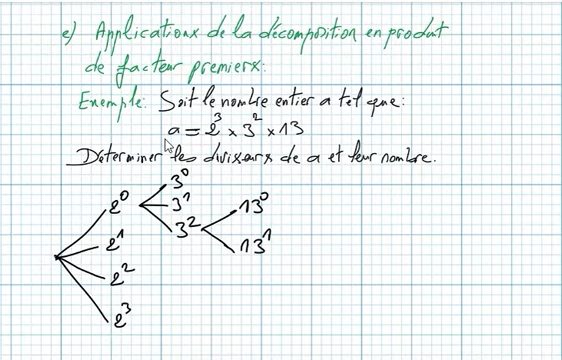 e) Applications de la décomposition en produit
de facteur premiers.
Exemple: Soit le nombre entier a tel que:
a = 2³ × 3² × 13
Déterminer les diviseurs de a et leur nombre.
2⁰
2¹
2²
2³
3⁰
3¹
3²
13⁰
13¹